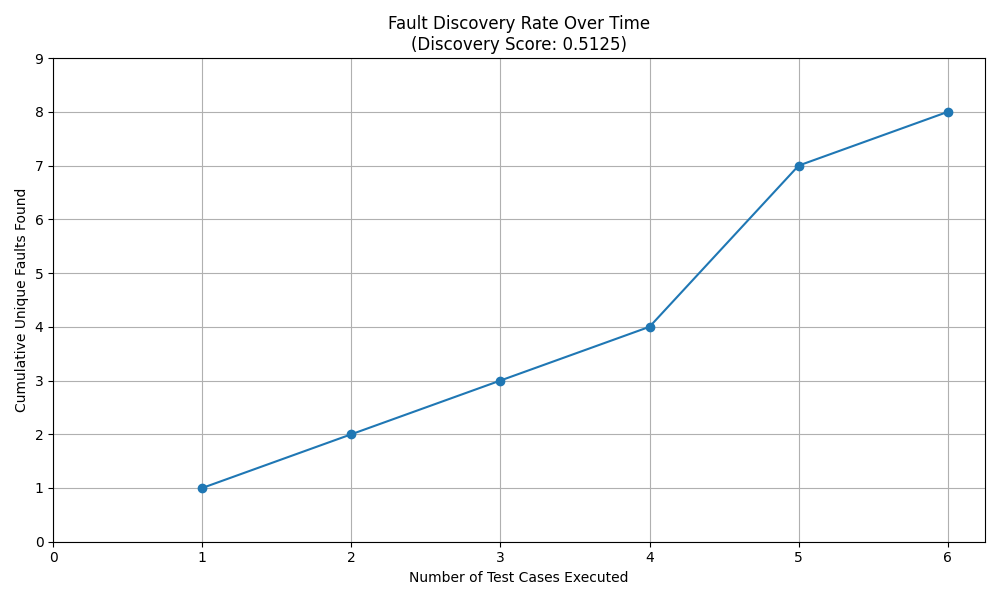 Fault Discovery Rate Over Time
(Discovery Score: 0.5125)
Cumulative Unique Faults Found
9
8
7
6
5
4
3
2
1
0
0 1 2 3 4 5 6
Number of Test Cases Executed